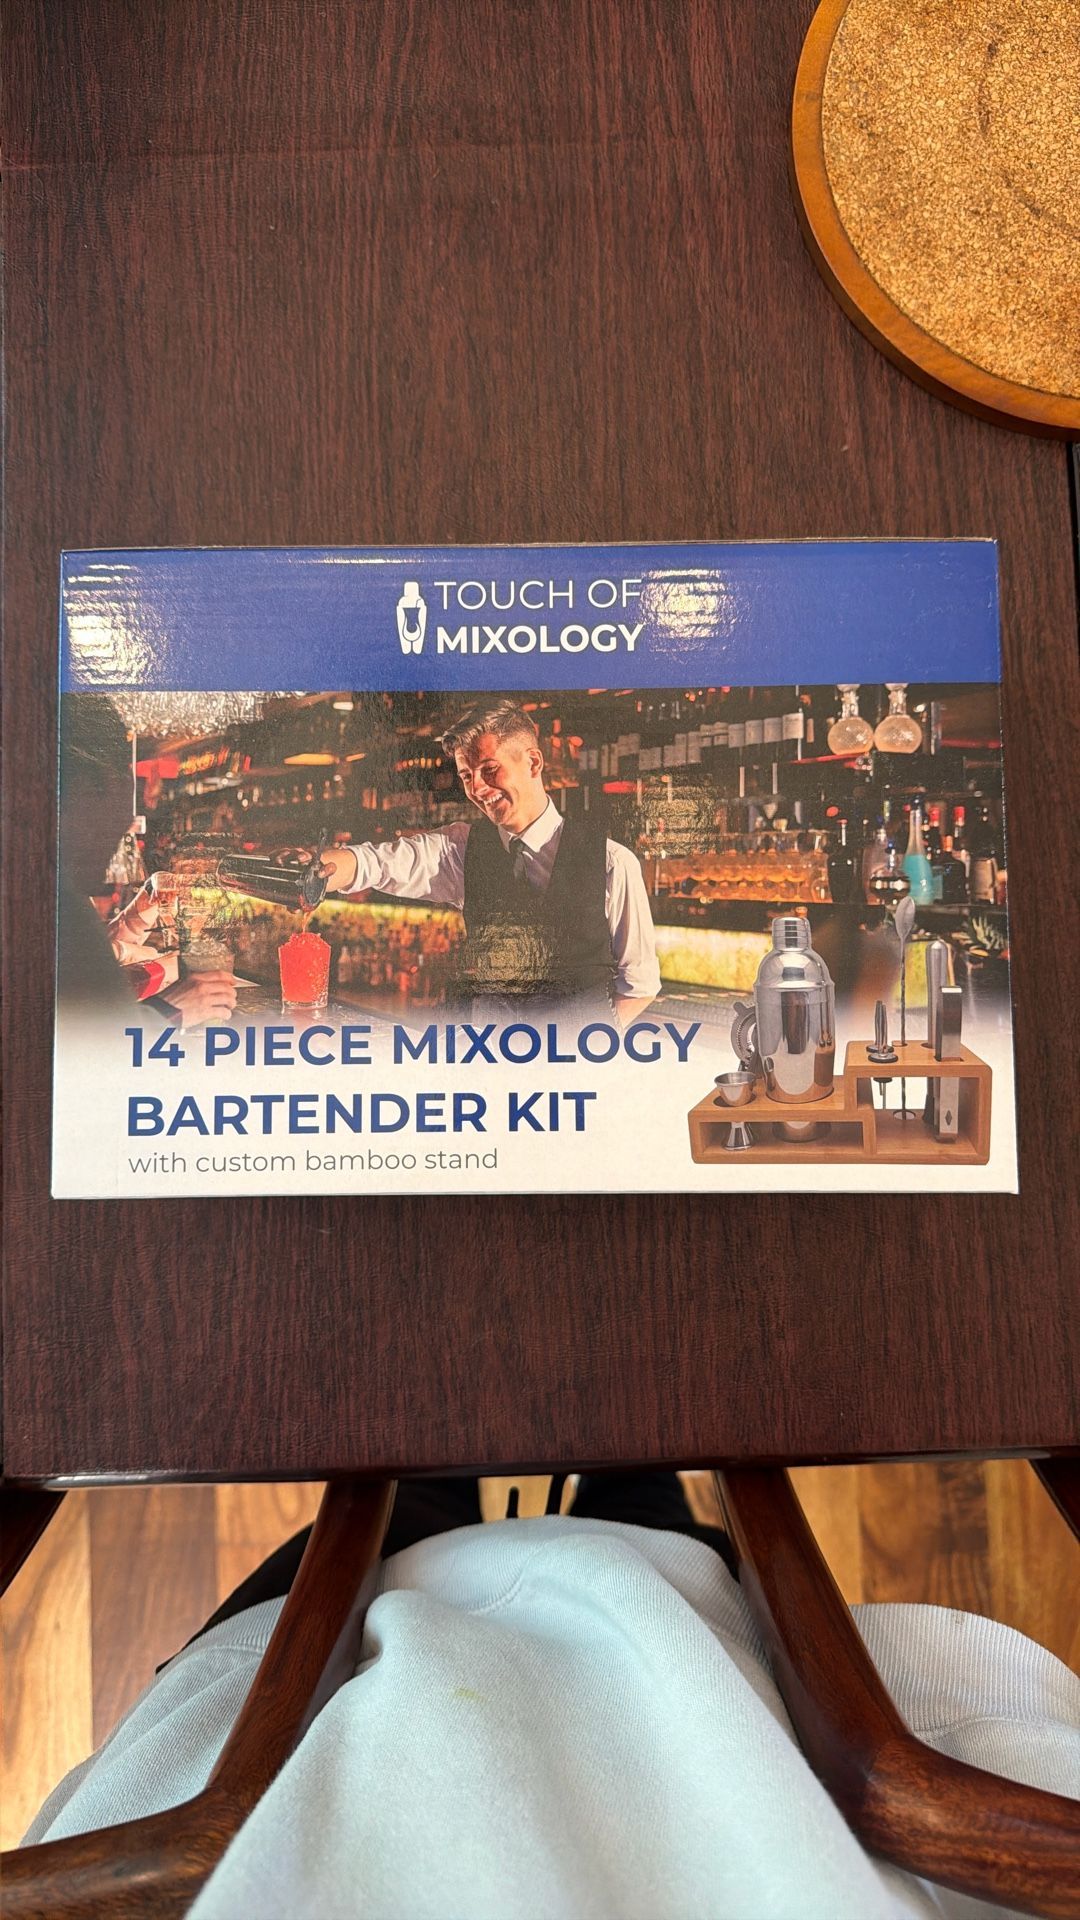 TOUCH OF
MIXOLOGY
14 PIECE MIXOLOGY
BARTENDER KIT
with custom bamboo stand